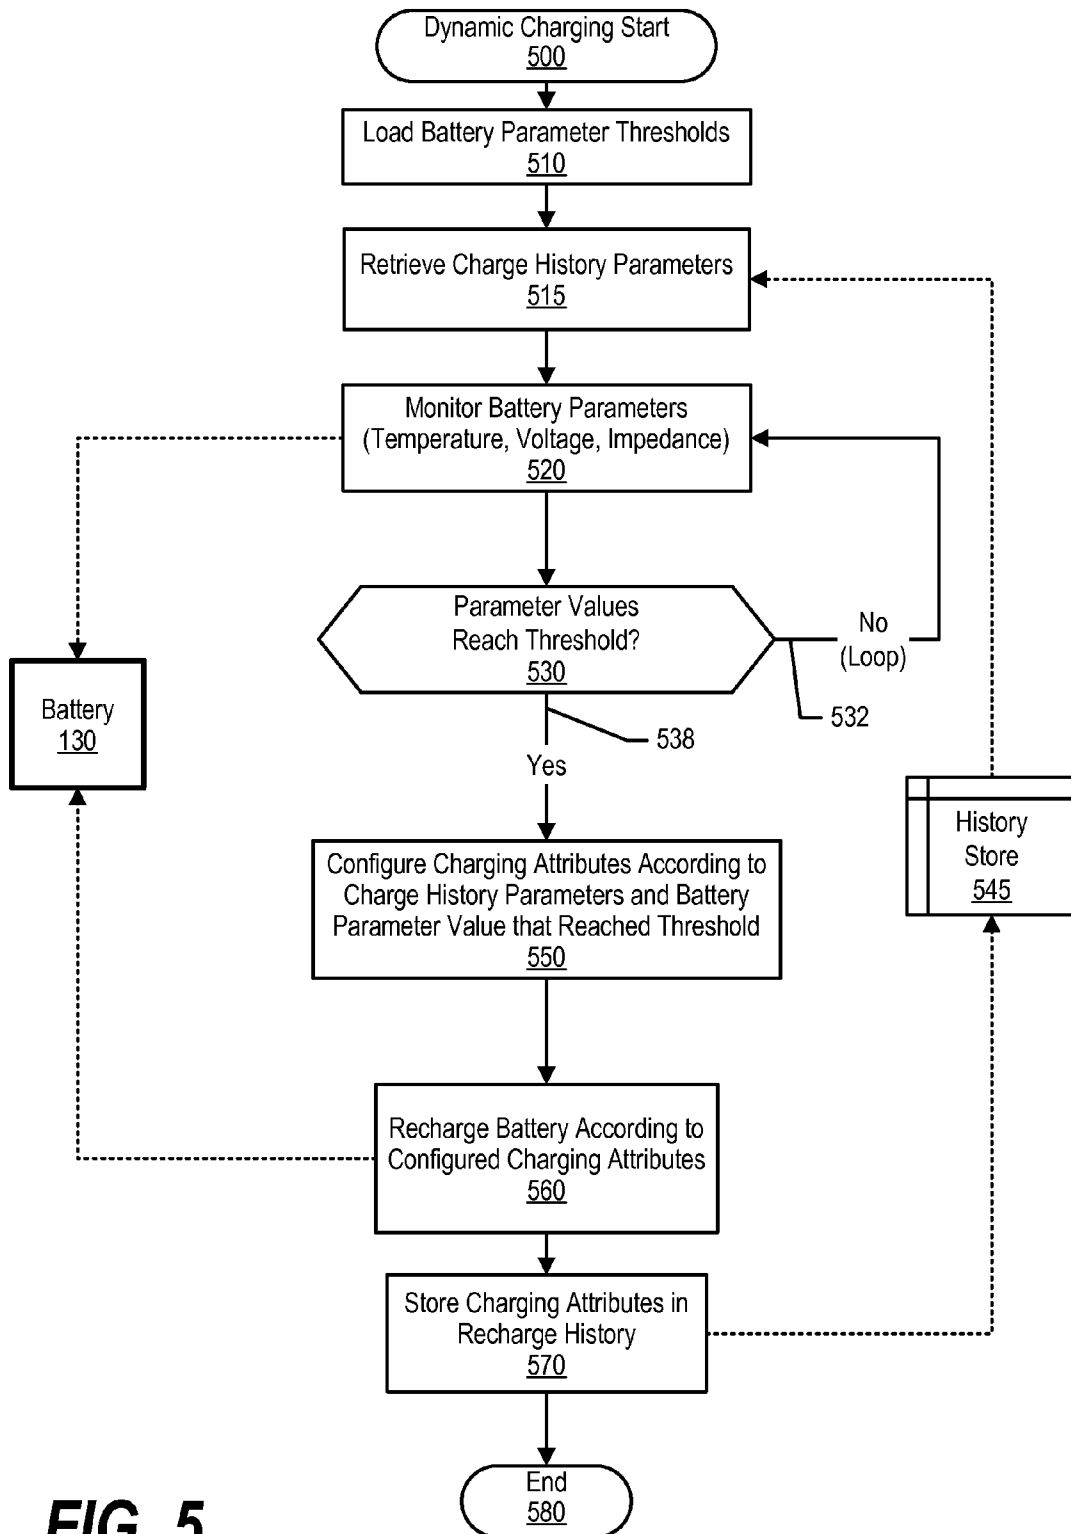 Dynamic Charging Start
500
Load Battery Parameter Thresholds
510
Retrieve Charge History Parameters
515
Monitor Battery Parameters
(Temperature, Voltage, Impedance)
520
Parameter Values
Reach Threshold?
530
No
(Loop)
532
538
Yes
Battery
130
History
Store
545
Configure Charging Attributes According to
Charge History Parameters and Battery
Parameter Value that Reached Threshold
550
Recharge Battery According to
Configured Charging Attributes
560
Store Charging Attributes in
Recharge History
570
End
580
FIG. 5